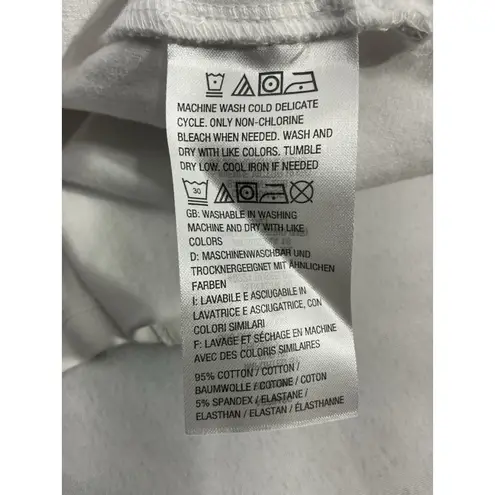 MACHINE WASH COLD DELICATE
CYCLE. ONLY NON-CHLORINE
BLEACH WHEN NEEDED. WASH AND
DRY WITH LIKE COLORS. TUMBLE
DRY LOW. COOL IRON IF NEEDED
30
GB: WASHABLE IN WASHING
MACHINE AND DRY WITH LIKE
COLORS
D: MASCHINENWASCHBAR UND
TROCKNERGEEIGNET MIT ÄHNLICHEN
FARBEN
I: LAVABILE E ASCIUGABILE IN
LAVATRICE E ASCIUGATRICE, CON
COLORI SIMILARI
F: LAVAGE ET SÉCHAGE EN MACHINE
AVEC DES COLORIS SIMILAIRES
95% COTTON / COTTON /
BAUMWOLLE / COTONE / COTON
5% SPANDEX / ELASTANE /
ELASTHAN / ELASTAN / ÉLASTHANNE